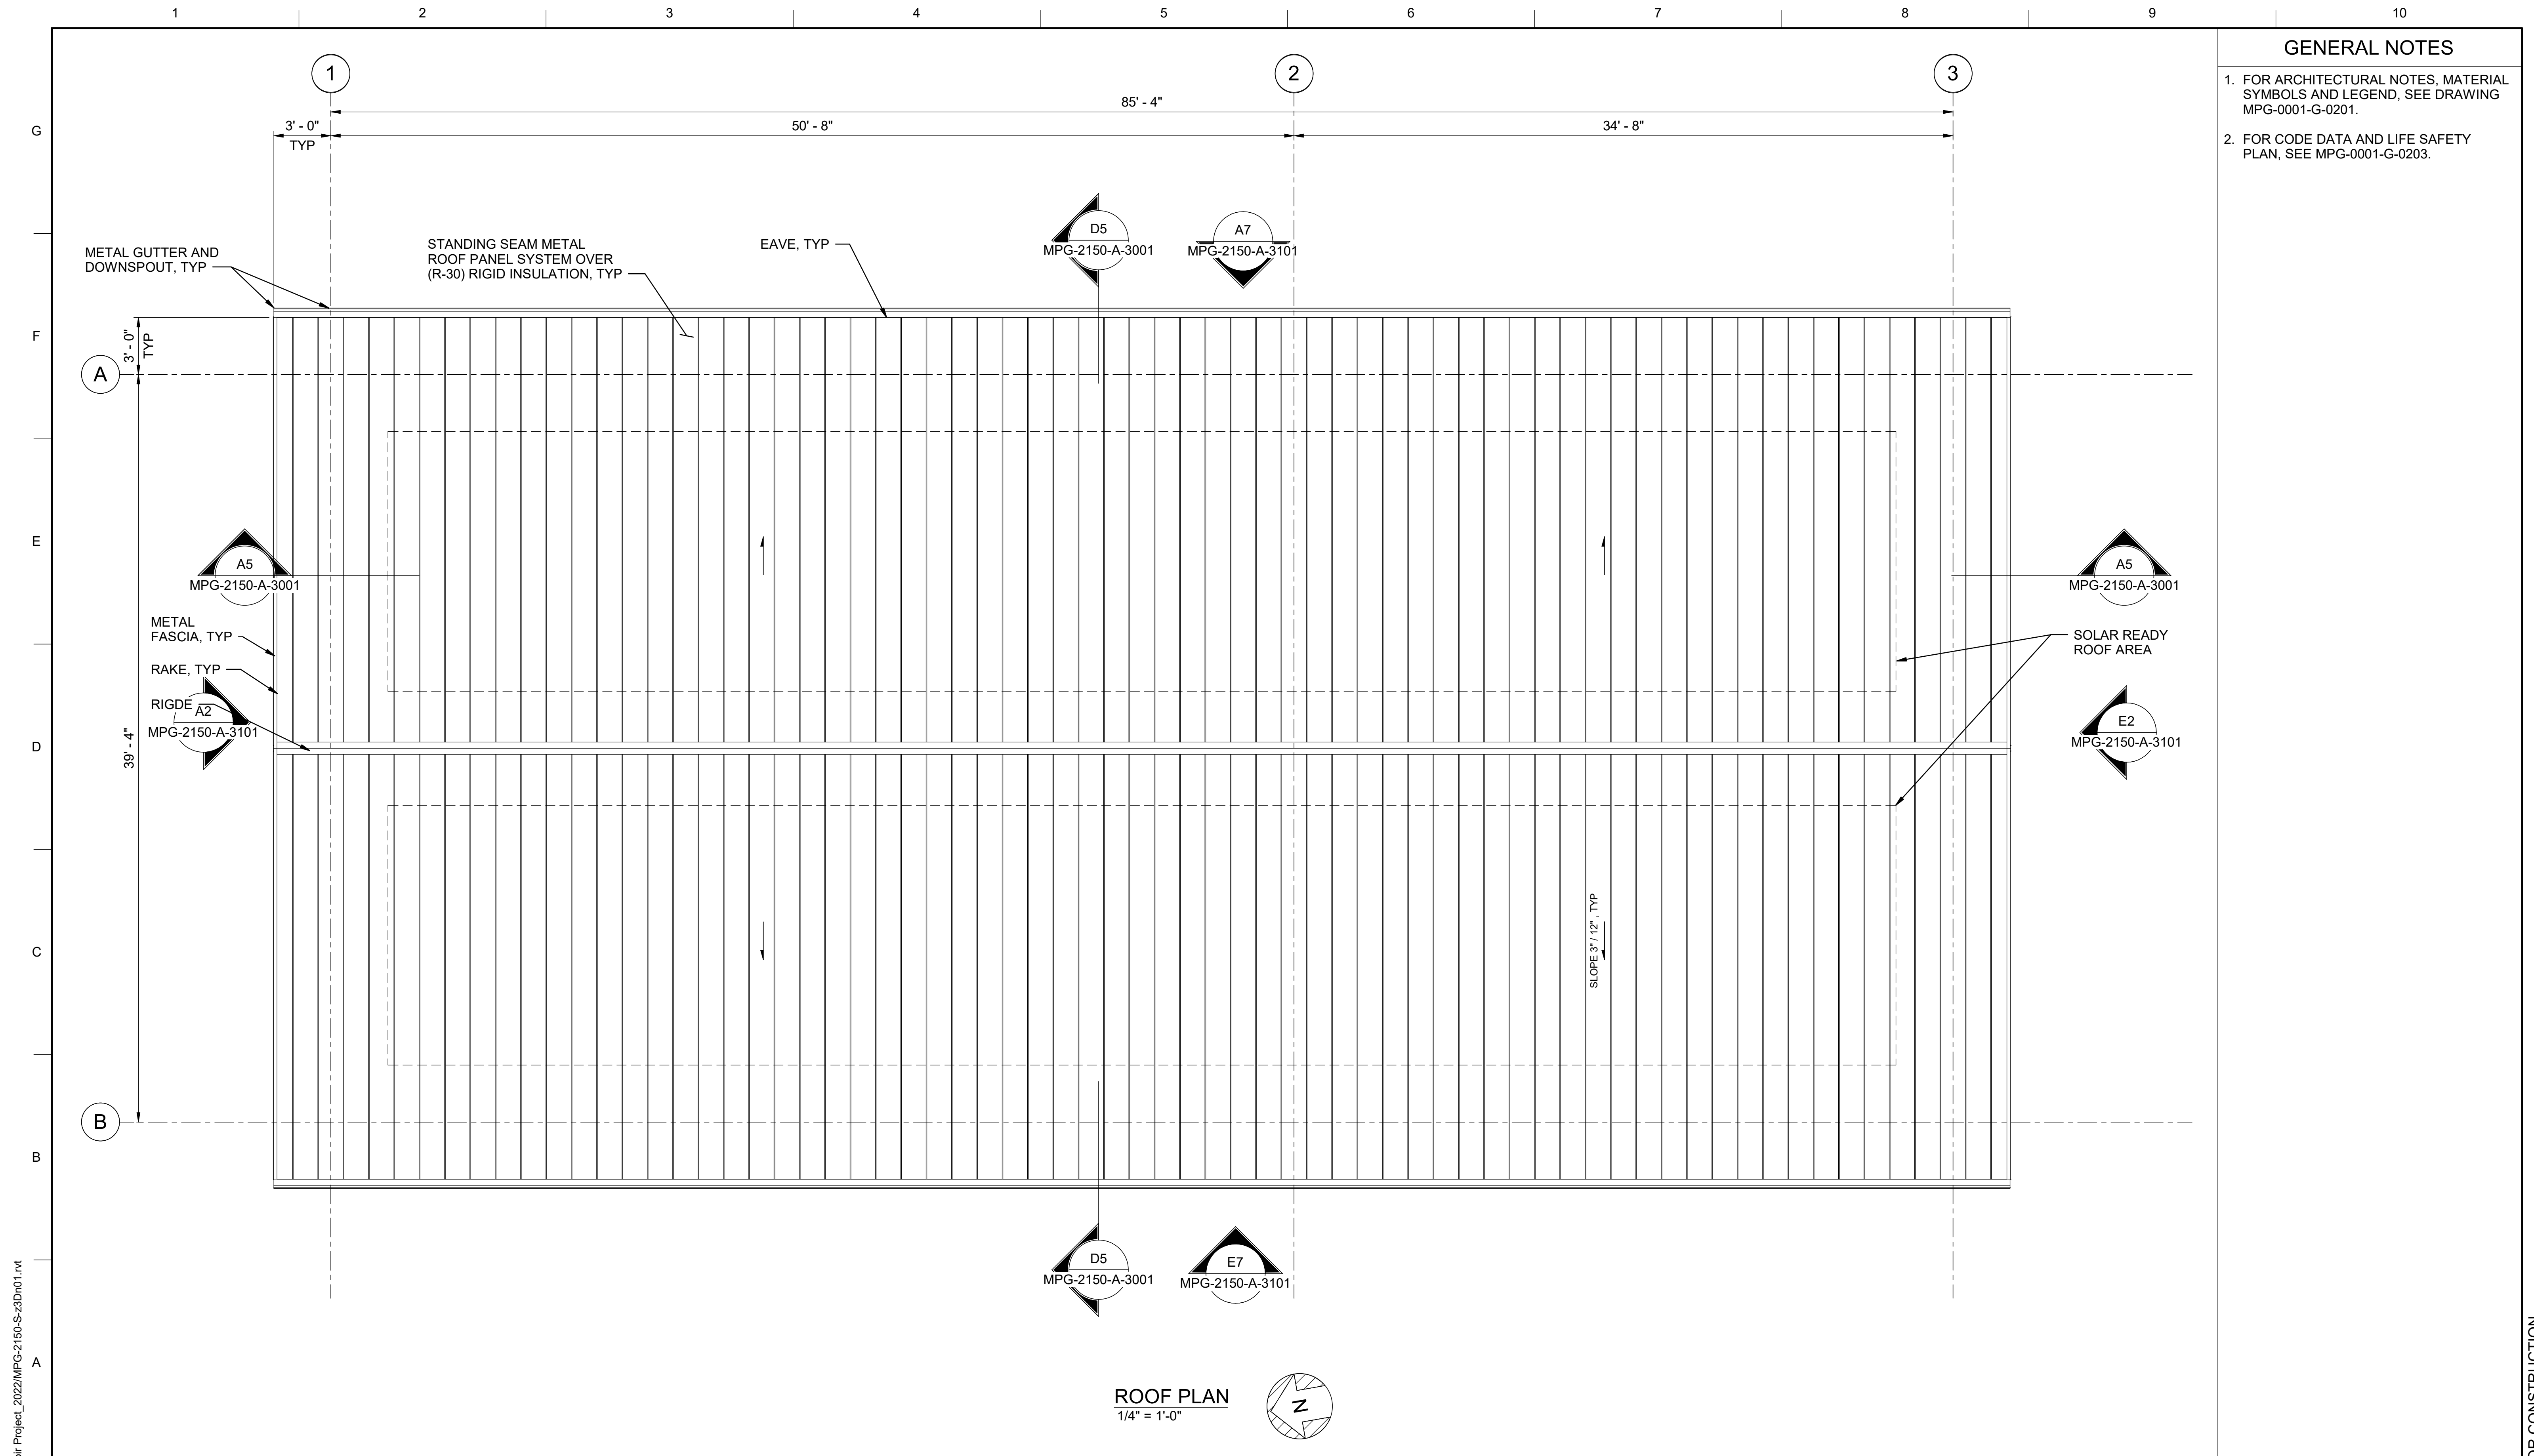 1 2 3 4 5 6 7 8 9 10
GENERAL NOTES
1. FOR ARCHITECTURAL NOTES, MATERIAL
SYMBOLS AND LEGEND, SEE DRAWING
MPG-0001-G-0201.
2. FOR CODE DATA AND LIFE SAFETY
PLAN, SEE MPG-0001-G-0203.
1 2 3
85' - 4"
3' - 0" 50' - 8" 34' - 8"
TYP
G
F
E
D
C
B
A
D5
MPG-2150-A-3001
A7
MPG-2150-A-3101
METAL GUTTER AND
DOWNSPOUT, TYP
STANDING SEAM METAL
ROOF PANEL SYSTEM OVER
(R-30) RIGID INSULATION, TYP
EAVE, TYP
3' - 0"
TYP
A
A5
MPG-2150-A-3001
A5
MPG-2150-A-3001
METAL
FASCIA, TYP
RAKE, TYP
RIGDE
A2
MPG-2150-A-3101
SOLAR READY
ROOF AREA
E2
MPG-2150-A-3101
39' - 4"
SLOPE 3" / 12" , TYP
B
D5
MPG-2150-A-3001
E7
MPG-2150-A-3101
ROOF PLAN
1/4" = 1'-0"
N
Project_2022/MPG-2150-S-z3Dn01.rvt
CONSTRUCTION